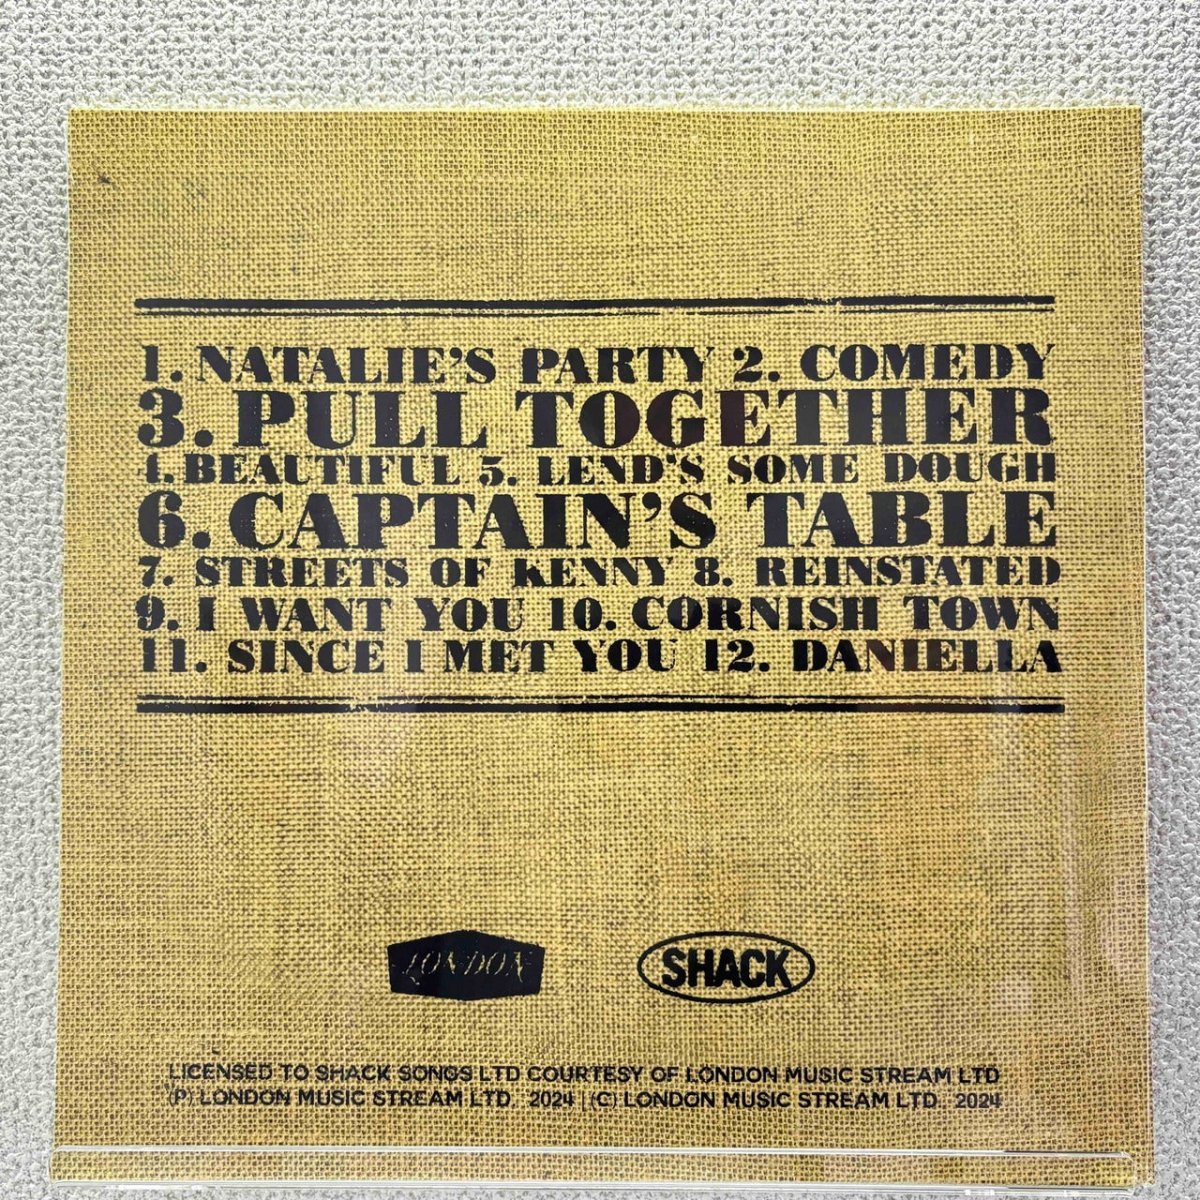 1. NATALIE'S PARTY 2. COMEDY
3. PULL TOGETHER
4. BEAUTIFUL 5. LEND'S SOME DOUGH
6. CAPTAIN'S TABLE
7. STREETS OF KENNY 8. REINSTATED
9. I WANT YOU 10. CORNISH TOWN
11. SINCE I MET YOU 12. DANIELLA
LONDON
SHACK
LICENSED TO SHACK SONGS LTD COURTESY OF LONDON MUSIC STREAM LTD
(P) LONDON MUSIC STREAM LTD 2024 | (C) LONDON MUSIC STREAM LTD 2024